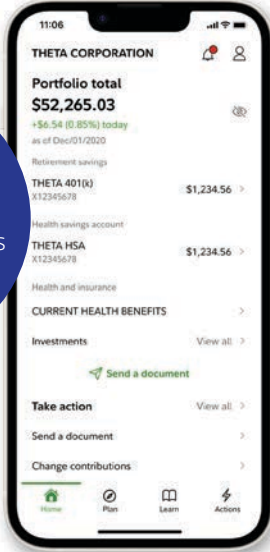 11:06
THETA CORPORATION
Portfolio total
$52,265.03
+$6.54 (0.85%) today
as of Dec/01/2020
Retirement savings
THETA 401(k) $1,234.56
X12345678
Health savings account
THETA HSA $1,234.56
X12345678
Health and insurance
CURRENT HEALTH BENEFITS
Investments View all
Send a document
Take action View all
Send a document
Change contributions
Home Plan Learn Actions